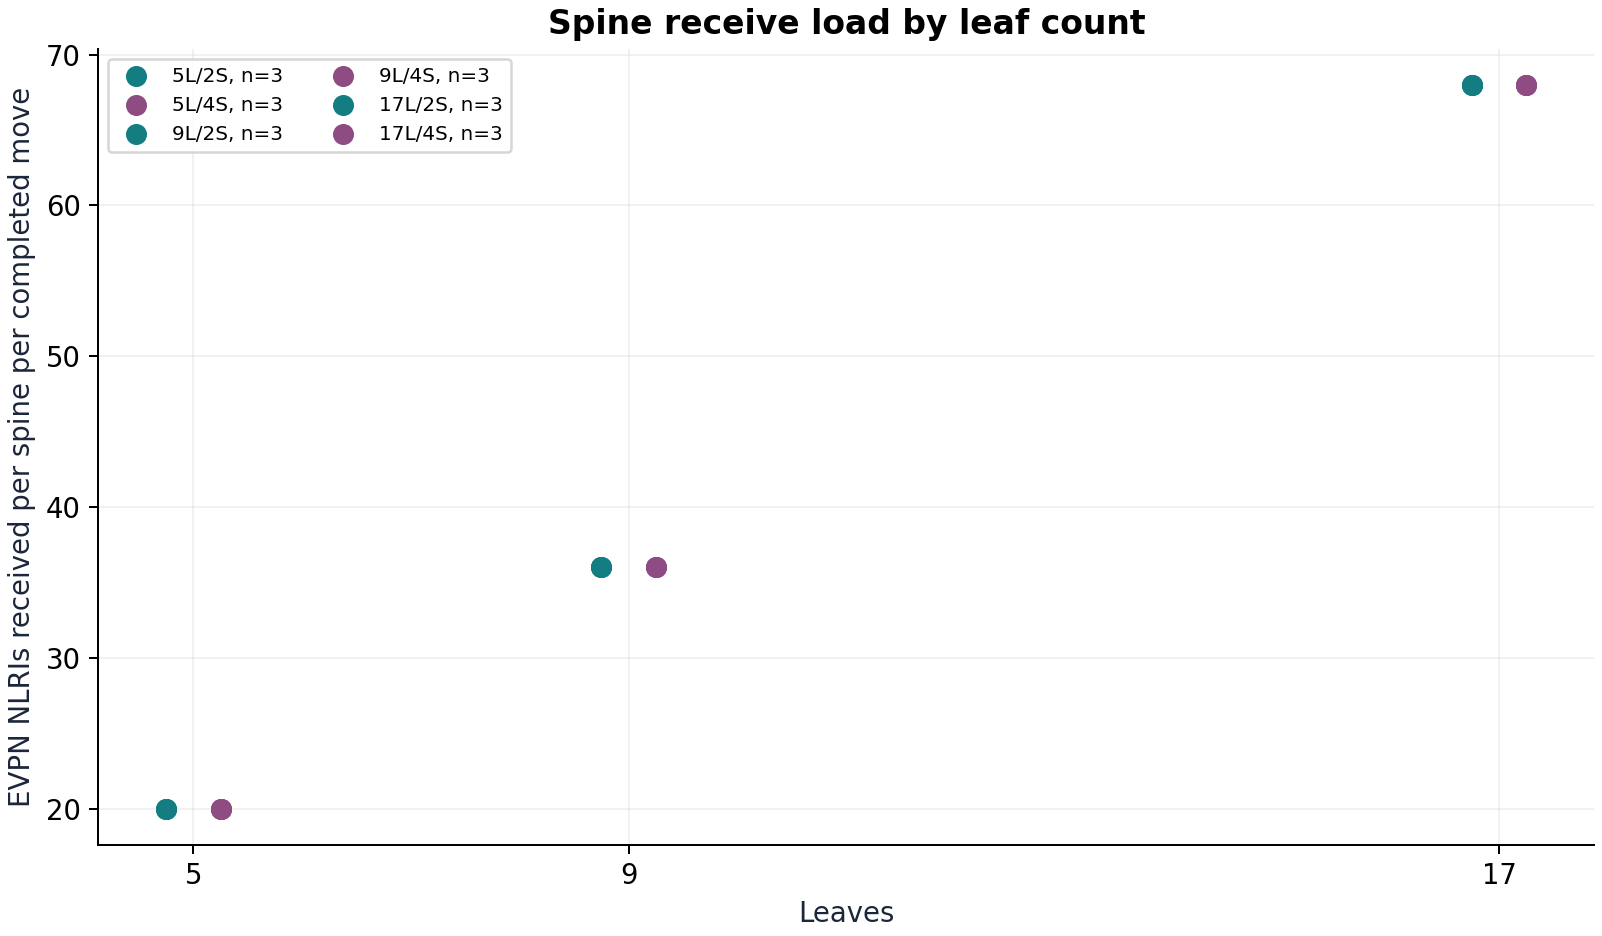 Spine receive load by leaf count
EVPN NLRIs received per spine per completed move
70
60
50
40
30
20
5L/2S, n=3
5L/4S, n=3
9L/2S, n=3
9L/4S, n=3
17L/2S, n=3
17L/4S, n=3
5
9
17
Leaves